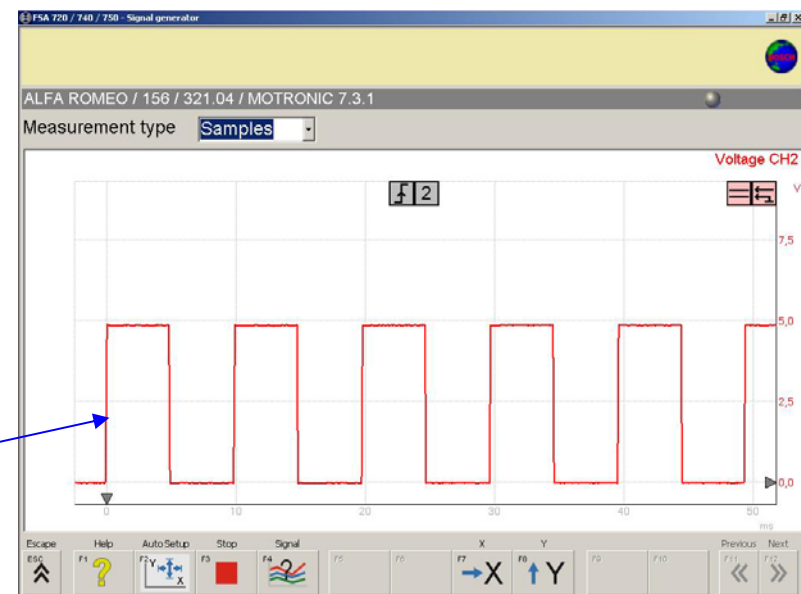 FSA 720 / 740 / 750 - Signal generator
BOSCH
ALFA ROMEO / 156 / 321.04 / MOTRONIC 7.3.1
Measurement type Samples
Voltage CH2
2
V
7,5
5,0
2,5
0,0
0 10 20 30 40 50
ms
Escape Help Auto Setup Stop Signal X Y Previous Next
ESC F1 ? F2 Y X F3 F4 ? F5 F6 F7 X F8 Y F9 F10 F11 F12